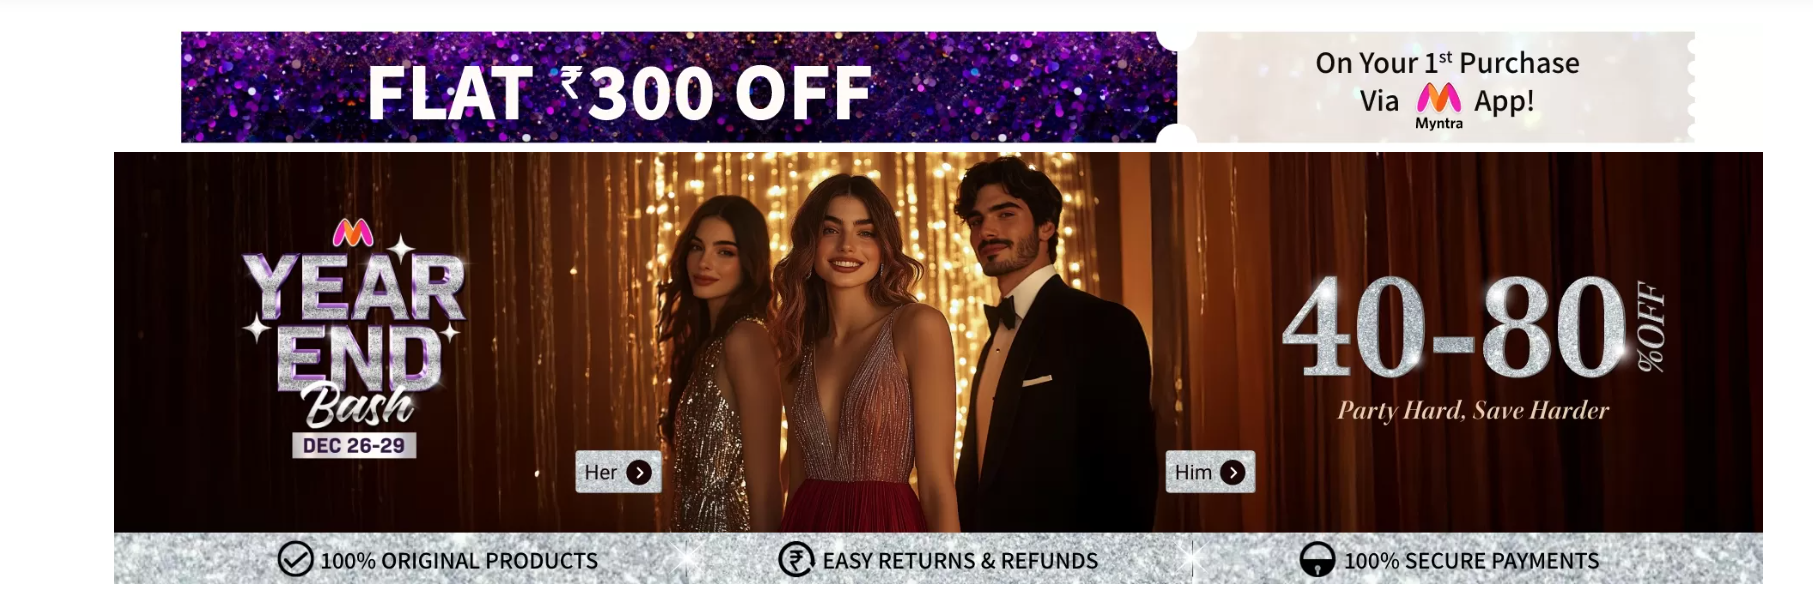 FLAT ₹300 OFF
On Your 1st Purchase
Via M App!
Myntra
YEAR
END
Bash
DEC 26-29
40-80
%OFF
Party Hard, Save Harder
Her
Him
100% ORIGINAL PRODUCTS
₹ EASY RETURNS & REFUNDS
100% SECURE PAYMENTS